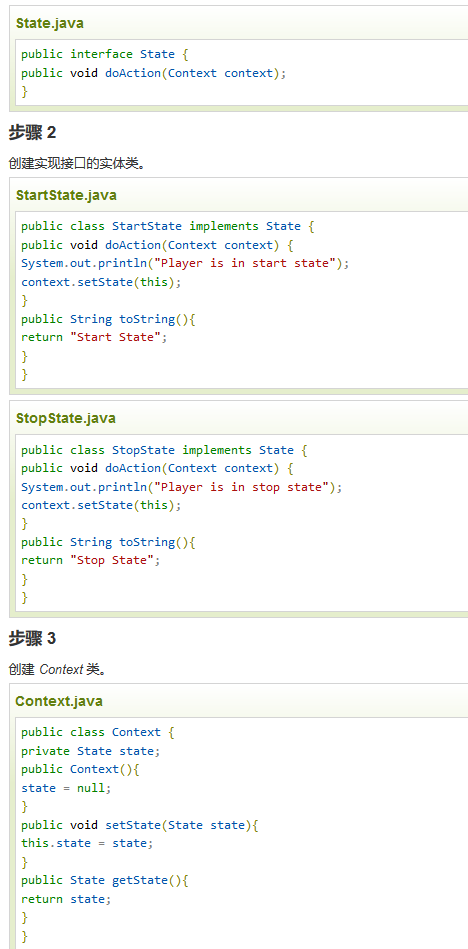 State.java
public interface State {
public void doAction(Context context);
}
步骤 2
创建实现接口的实体类。
StartState.java
public class StartState implements State {
public void doAction(Context context) {
System.out.println("Player is in start state");
context.setState(this);
}
public String toString(){
return "Start State";
}
}
StopState.java
public class StopState implements State {
public void doAction(Context context) {
System.out.println("Player is in stop state");
context.setState(this);
}
public String toString(){
return "Stop State";
}
}
步骤 3
创建 Context 类。
Context.java
public class Context {
private State state;
public Context(){
state = null;
}
public void setState(State state){
this.state = state;
}
public State getState(){
return state;
}
}